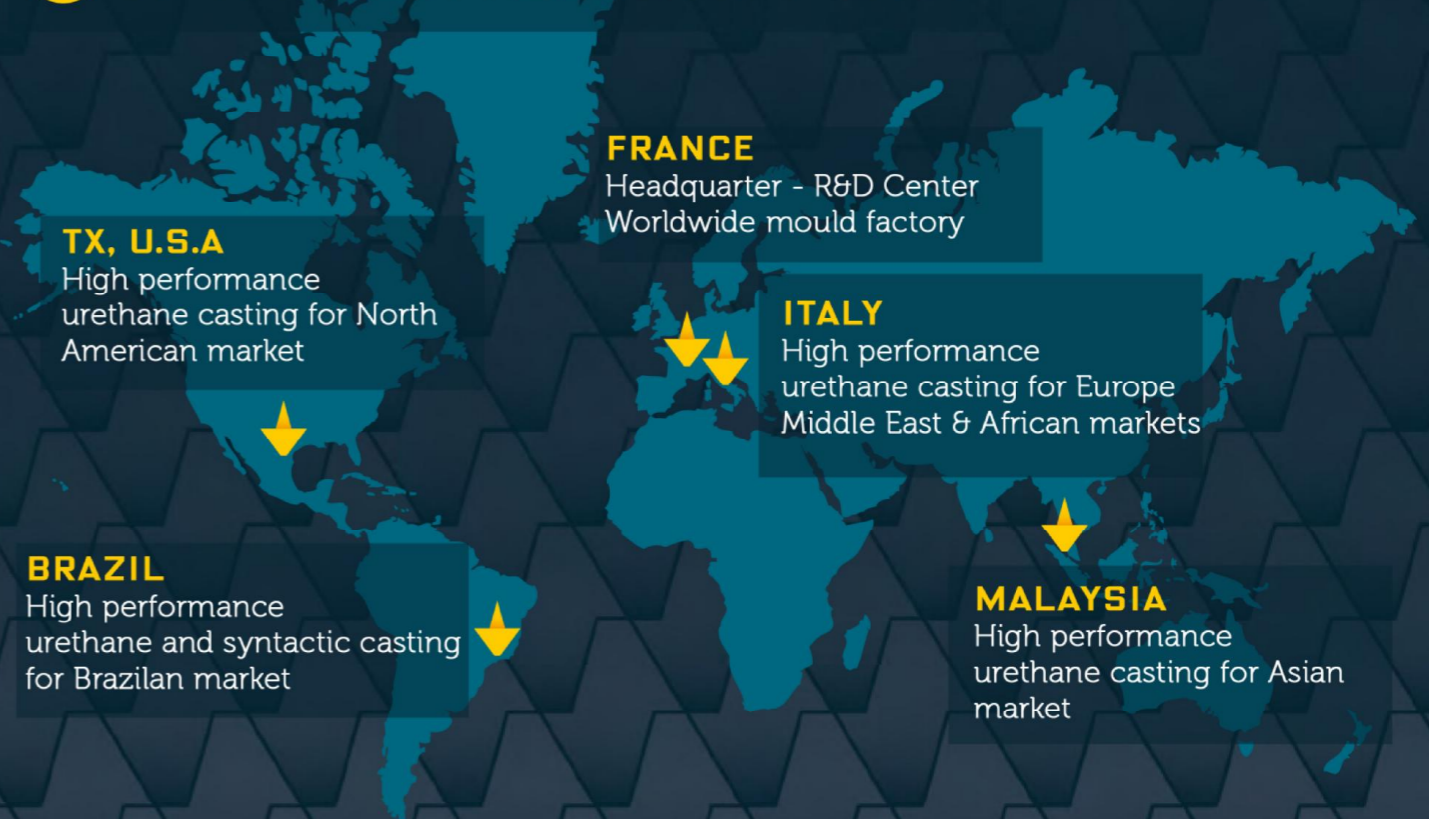 FRANCE
Headquarter - R&D Center
Worldwide mould factory
TX, U.S.A
High performance
urethane casting for North
American market
ITALY
High performance
urethane casting for Europe
Middle East & African markets
BRAZIL
High performance
urethane and syntactic casting
for Brazilan market
MALAYSIA
High performance
urethane casting for Asian
market